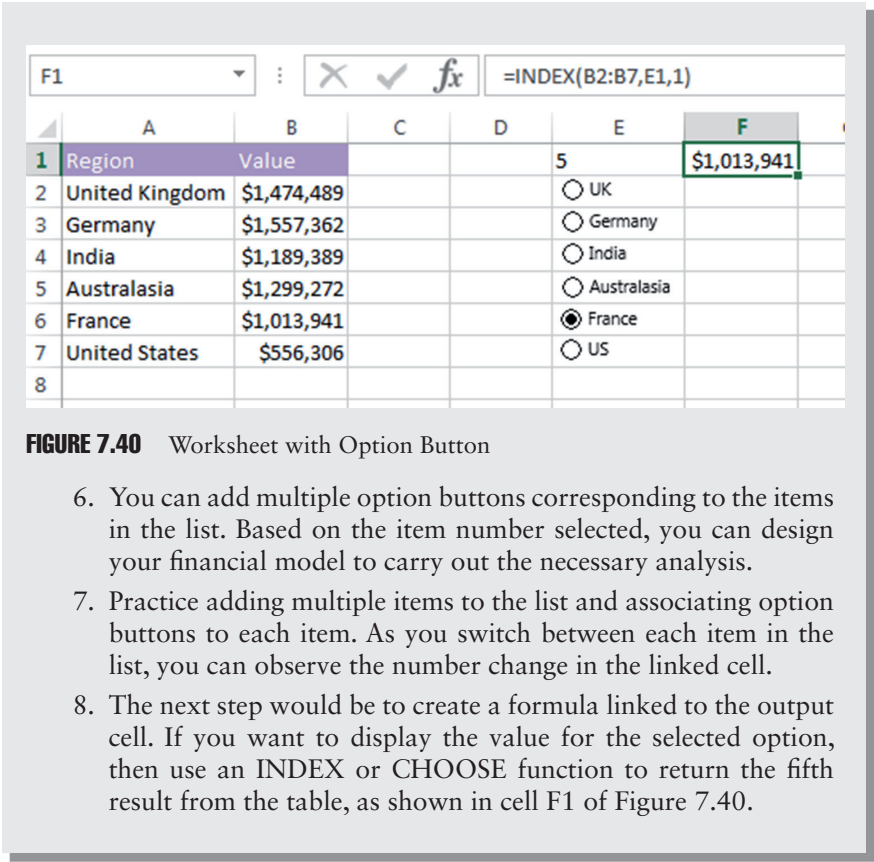 F1 fx =INDEX(B2:B7,E1,1)
A B C D E F
1 Region Value 5 $1,013,941
2 United Kingdom $1,474,489 UK
3 Germany $1,557,362 Germany
4 India $1,189,389 India
5 Australasia $1,299,272 Australasia
6 France $1,013,941 France
7 United States $556,306 US
8
FIGURE 7.40 Worksheet with Option Button
6. You can add multiple option buttons corresponding to the items
in the list. Based on the item number selected, you can design
your financial model to carry out the necessary analysis.
7. Practice adding multiple items to the list and associating option
buttons to each item. As you switch between each item in the
list, you can observe the number change in the linked cell.
8. The next step would be to create a formula linked to the output
cell. If you want to display the value for the selected option,
then use an INDEX or CHOOSE function to return the fifth
result from the table, as shown in cell F1 of Figure 7.40.